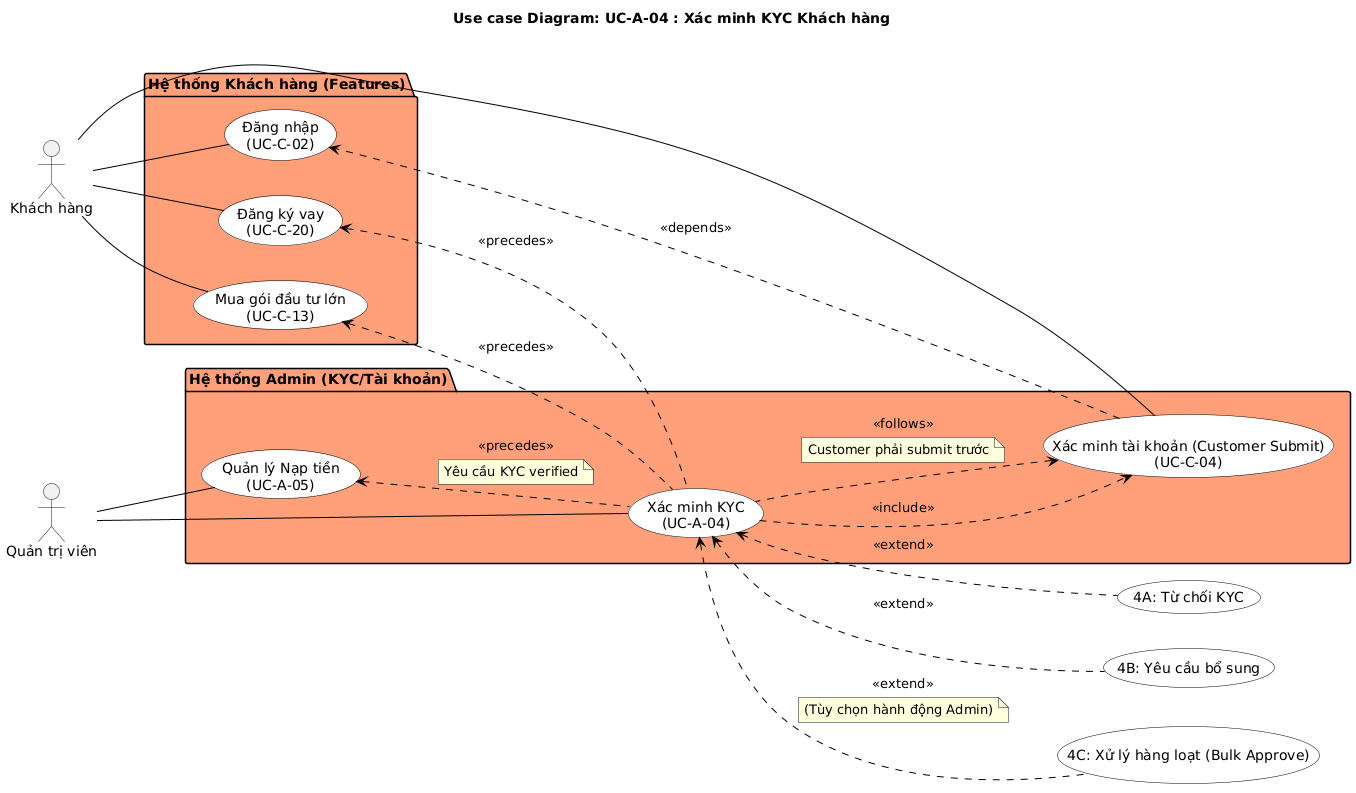 Use case Diagram: UC-A-04 : Xác minh KYC Khách hàng
Hệ thống Khách hàng (Features)
Đăng nhập
(UC-C-02)
Khách hàng
Đăng ký vay
(UC-C-20)
«depends»
«precedes»
Mua gói đầu tư lớn
(UC-C-13)
«precedes»
Hệ thống Admin (KYC/Tài khoản)
«follows»
Customer phải submit trước
Xác minh tài khoản (Customer Submit)
(UC-C-04)
«precedes»
Yêu cầu KYC verified
Quản lý Nạp tiền
(UC-A-05)
Xác minh KYC
(UC-A-04)
«include»
Quản trị viên
«extend»
4A: Từ chối KYC
«extend»
4B: Yêu cầu bổ sung
«extend»
(Tùy chọn hành động Admin)
4C: Xử lý hàng loạt (Bulk Approve)